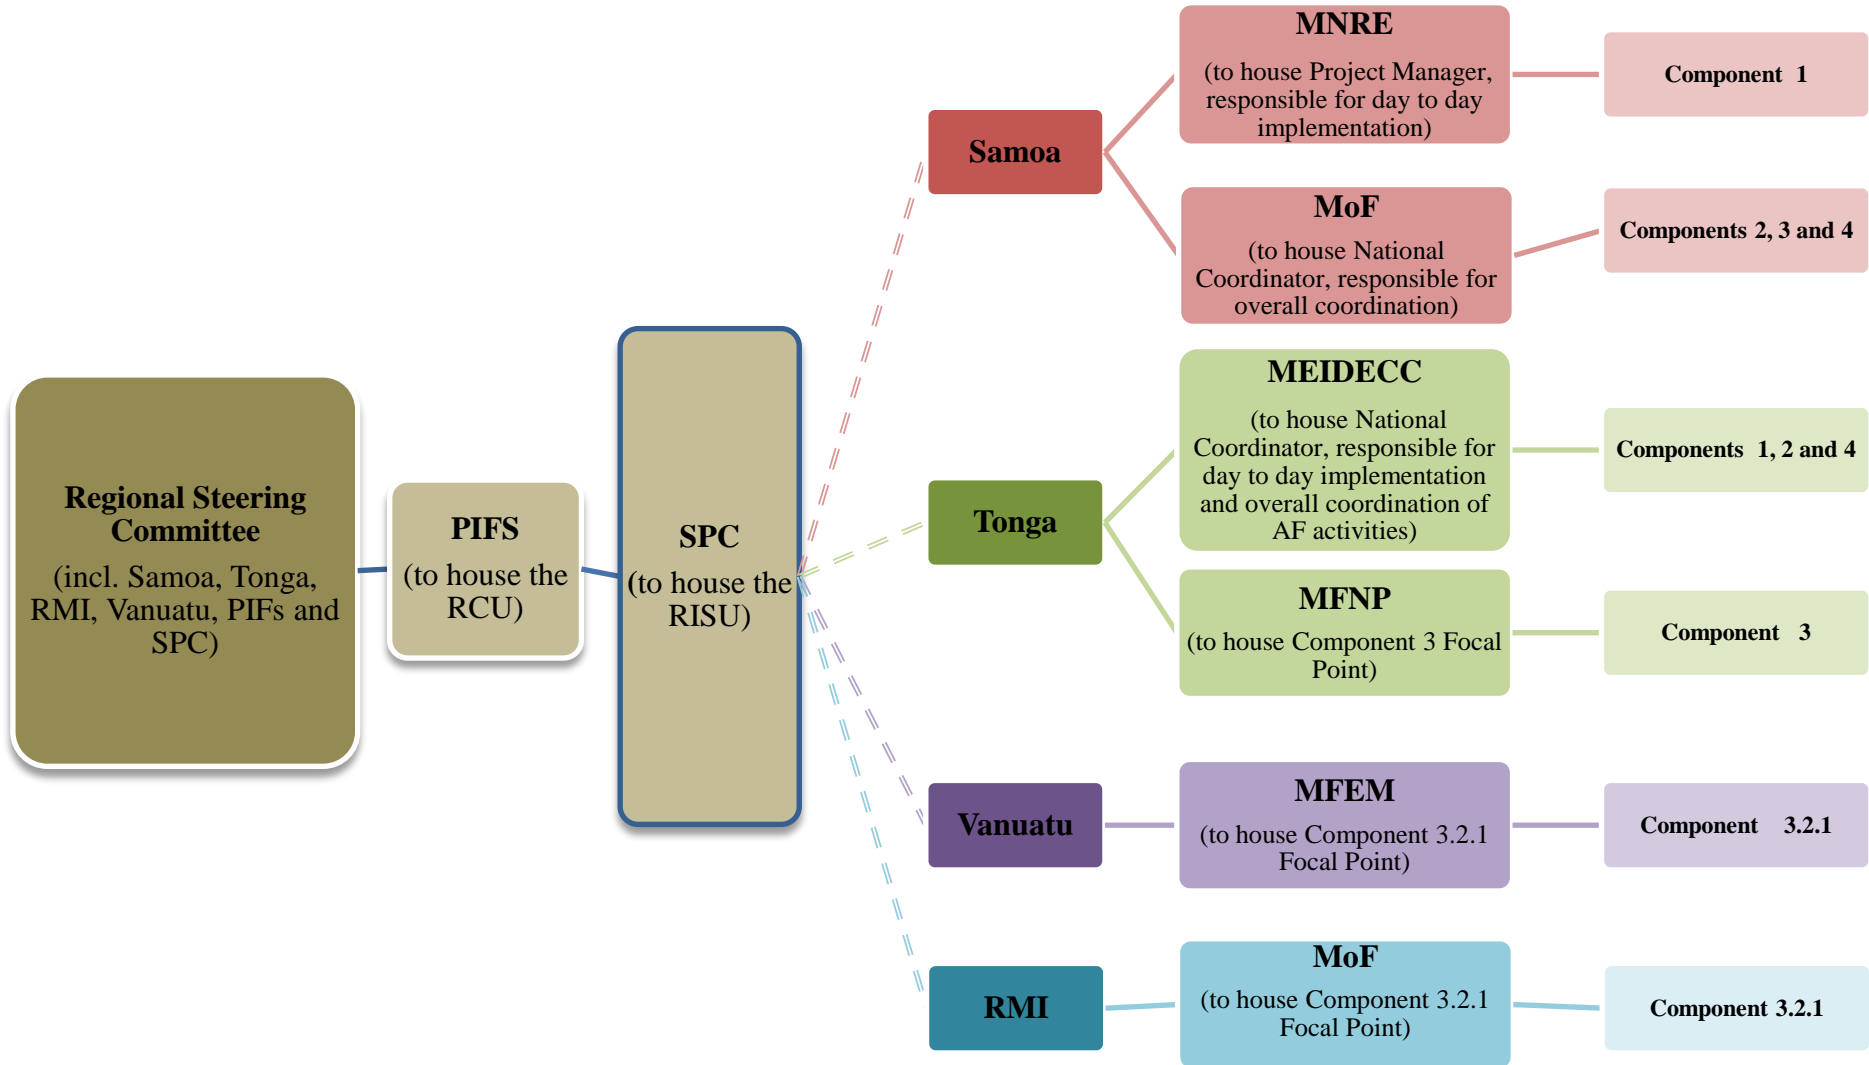 Regional Steering
Committee
(incl. Samoa, Tonga,
RMI, Vanuatu, PIFs and
SPC)
PIFS
(to house the
RCU)
SPC
(to house the
RISU)
Samoa
MNRE
(to house Project Manager,
responsible for day to day
implementation)
Component 1
MoF
(to house National
Coordinator, responsible for
overall coordination)
Components 2, 3 and 4
Tonga
MEIDECC
(to house National
Coordinator, responsible for
day to day implementation
and overall coordination of
AF activities)
Components 1, 2 and 4
MFNP
(to house Component 3 Focal
Point)
Component 3
Vanuatu
MFEM
(to house Component 3.2.1
Focal Point)
Component 3.2.1
RMI
MoF
(to house Component 3.2.1
Focal Point)
Component 3.2.1